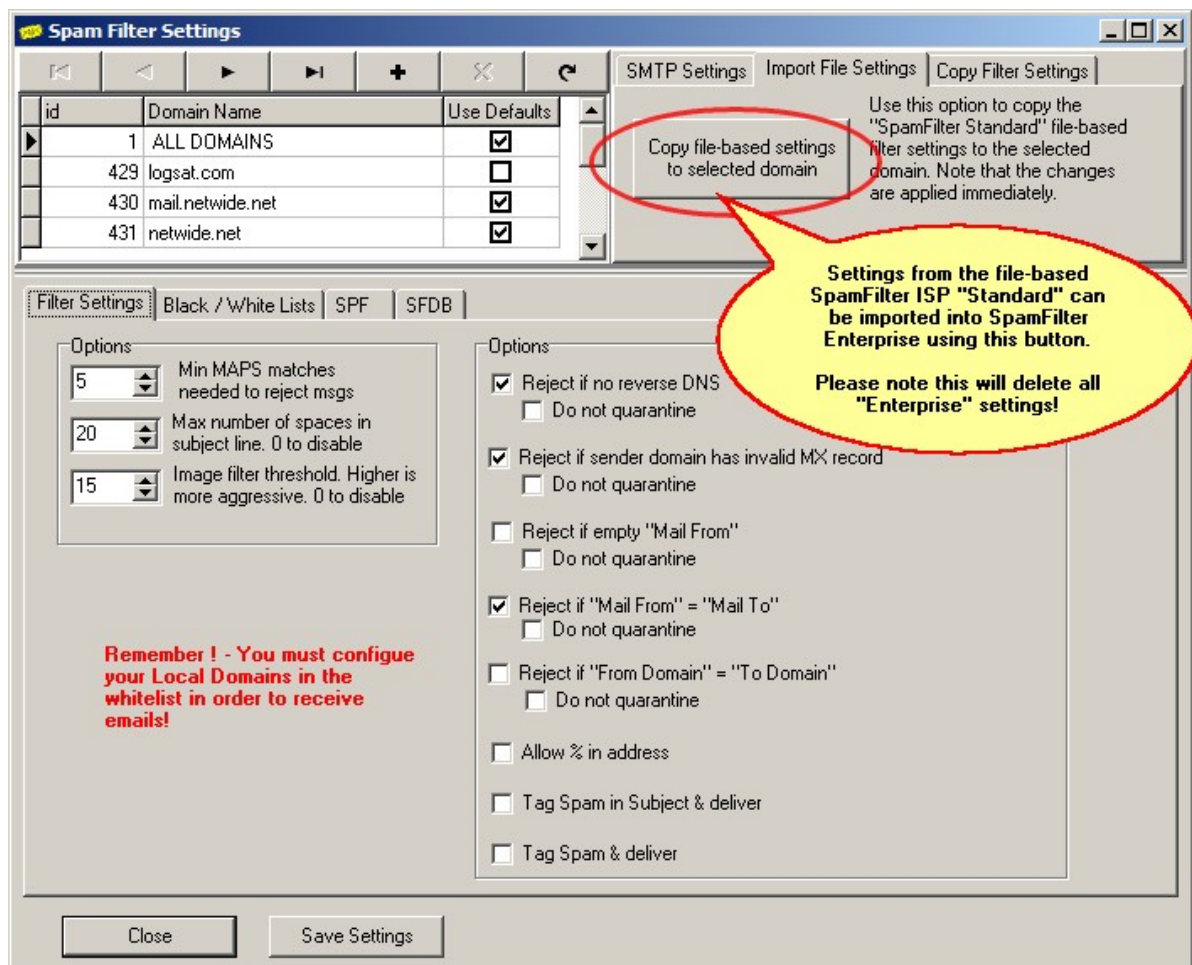 Spam Filter Settings
SMTP Settings
Import File Settings
Copy Filter Settings
id
Domain Name
Use Defaults
1
ALL DOMAINS
429
logsat.com
430
mail.netwide.net
431
netwide.net
Copy file-based settings
to selected domain
Use this option to copy the
"SpamFilter Standard" file-based
filter settings to the selected
domain. Note that the changes
are applied immediately.
Settings from the file-based
SpamFilter ISP "Standard" can
be imported into SpamFilter
Enterprise using this button.
Please note this will delete all
"Enterprise" settings!
Filter Settings
Black / White Lists
SPF
SFDB
Options
5
Min MAPS matches
needed to reject msgs
20
Max number of spaces in
subject line. 0 to disable
15
Image filter threshold. Higher is
more aggressive. 0 to disable
Remember ! - You must configue
your Local Domains in the
whitelist in order to receive
emails!
Options
Reject if no reverse DNS
Do not quarantine
Reject if sender domain has invalid MX record
Do not quarantine
Reject if empty "Mail From"
Do not quarantine
Reject if "Mail From" = "Mail To"
Do not quarantine
Reject if "From Domain" = "To Domain"
Do not quarantine
Allow % in address
Tag Spam in Subject & deliver
Tag Spam & deliver
Close
Save Settings